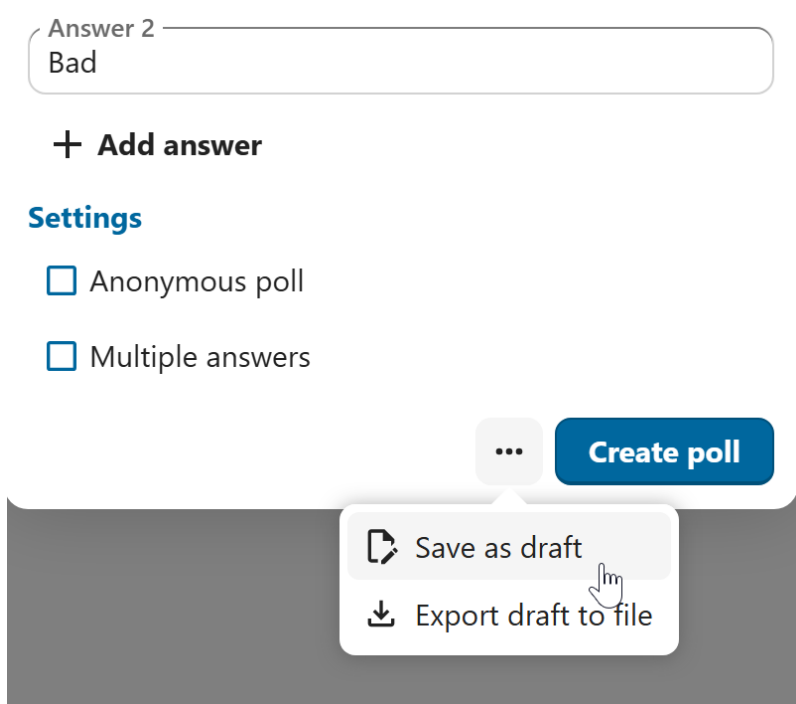 Answer 2
Bad
Add answer
Settings
Anonymous poll
Multiple answers
Create poll
Save as draft
Export draft to file